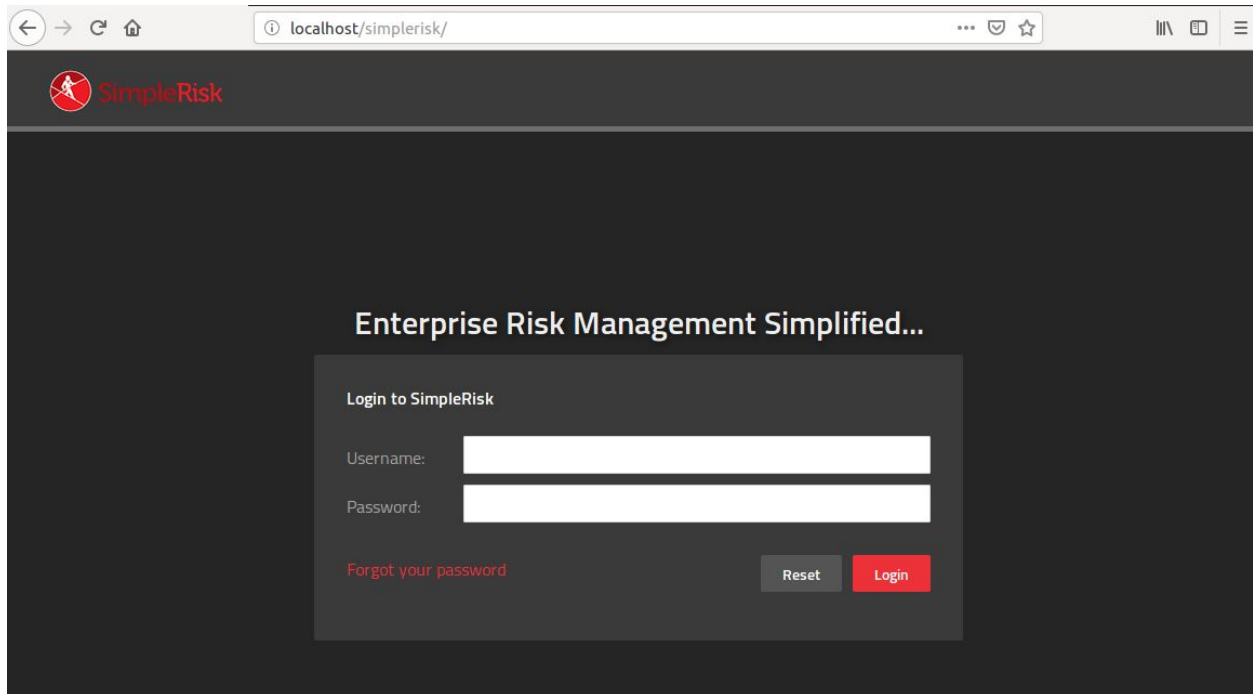 localhost/simplerisk/
SimpleRisk
Enterprise Risk Management Simplified...
Login to SimpleRisk
Username:
Password:
Forgot your password
Reset Login